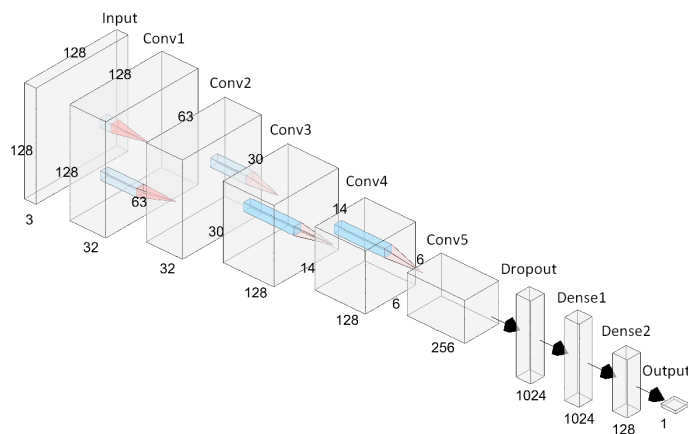 Input
128
128
3
Conv1
128
128
32
Conv2
63
63
32
Conv3
30
30
128
Conv4
14
14
128
Conv5
6
6
256
Dropout
1024
Dense1
1024
Dense2
128
Output
1